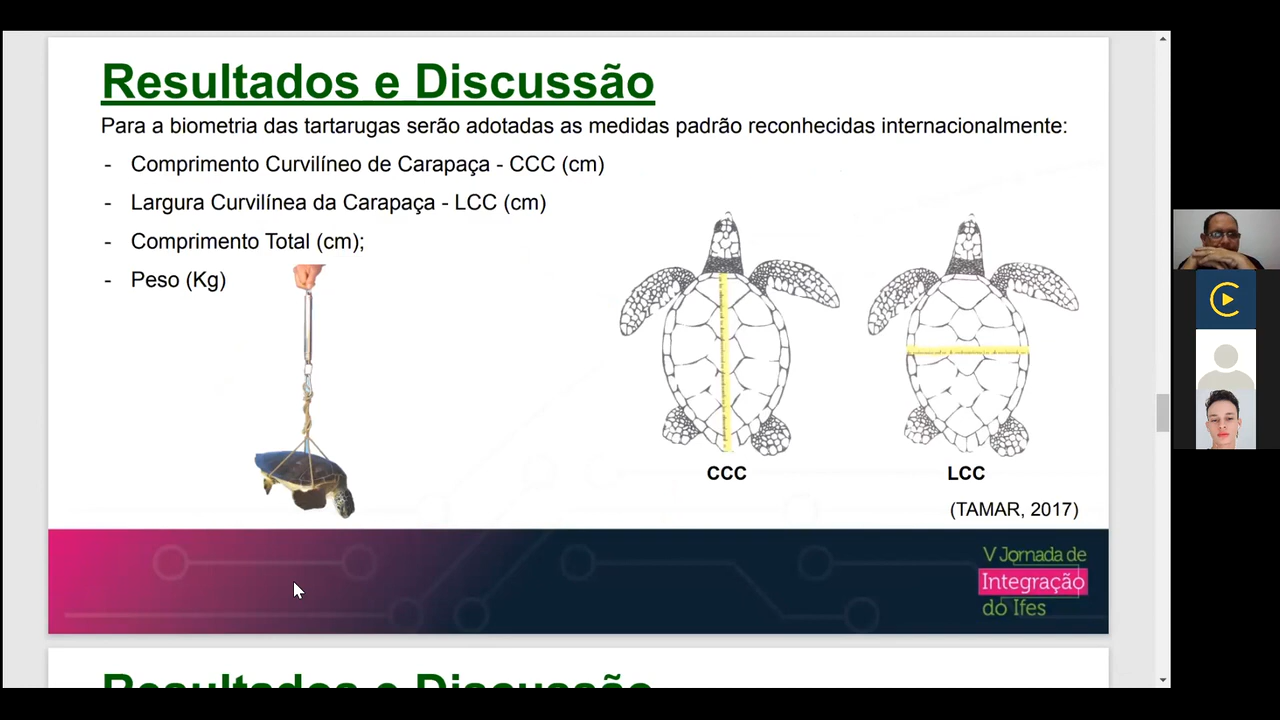 Resultados e Discussão
Para a biometria das tartarugas serão adotadas as medidas padrão reconhecidas internacionalmente:
- Comprimento Curvilíneo de Carapaça - CCC (cm)
- Largura Curvilínea da Carapaça - LCC (cm)
- Comprimento Total (cm);
- Peso (Kg)
CCC
LCC
(TAMAR, 2017)
V Jornada de
Integração
do Ifes
Resultados e Discussão